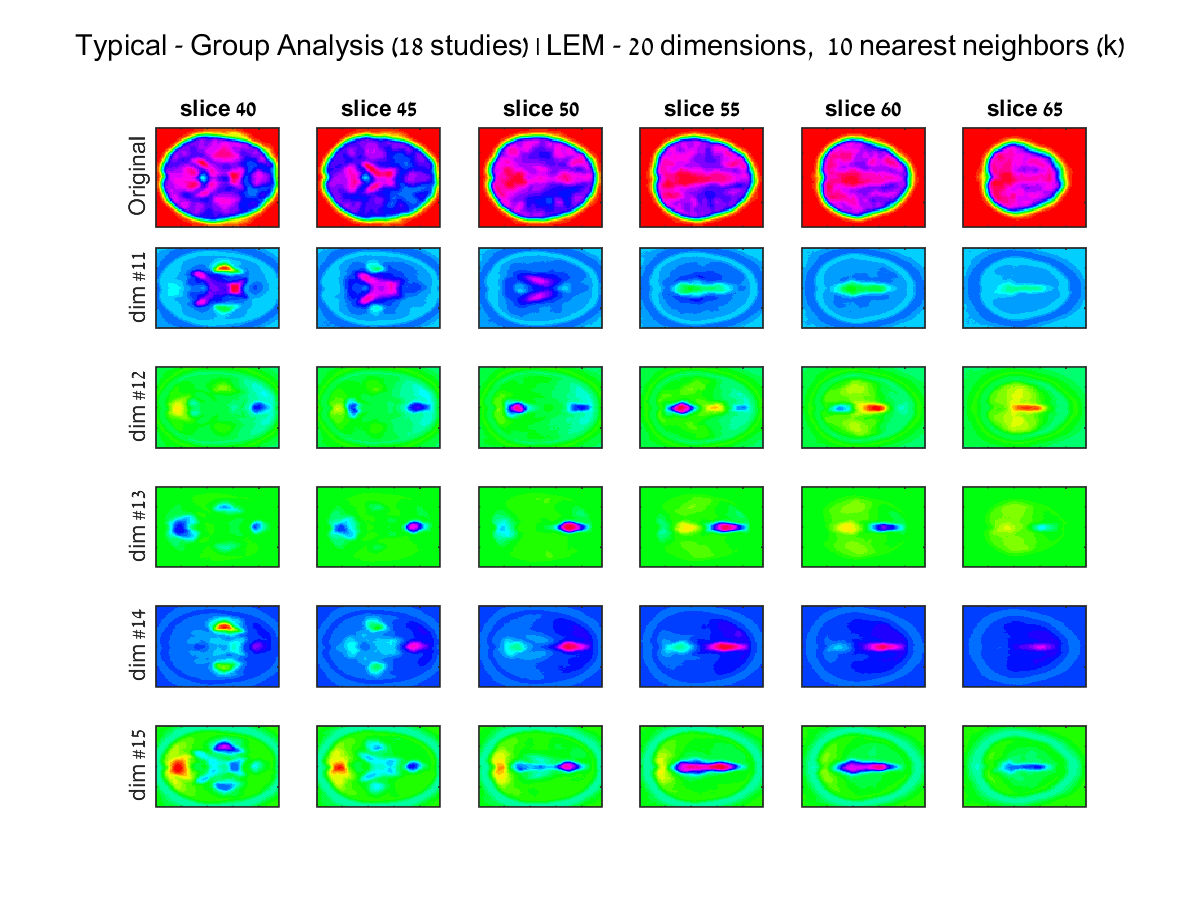 Typical - Group Analysis (18 studies) | LEM - 20 dimensions, 10 nearest neighbors (k)
slice 40 slice 45 slice 50 slice 55 slice 60 slice 65
Original
dim #11
dim #12
dim #13
dim #14
dim #15